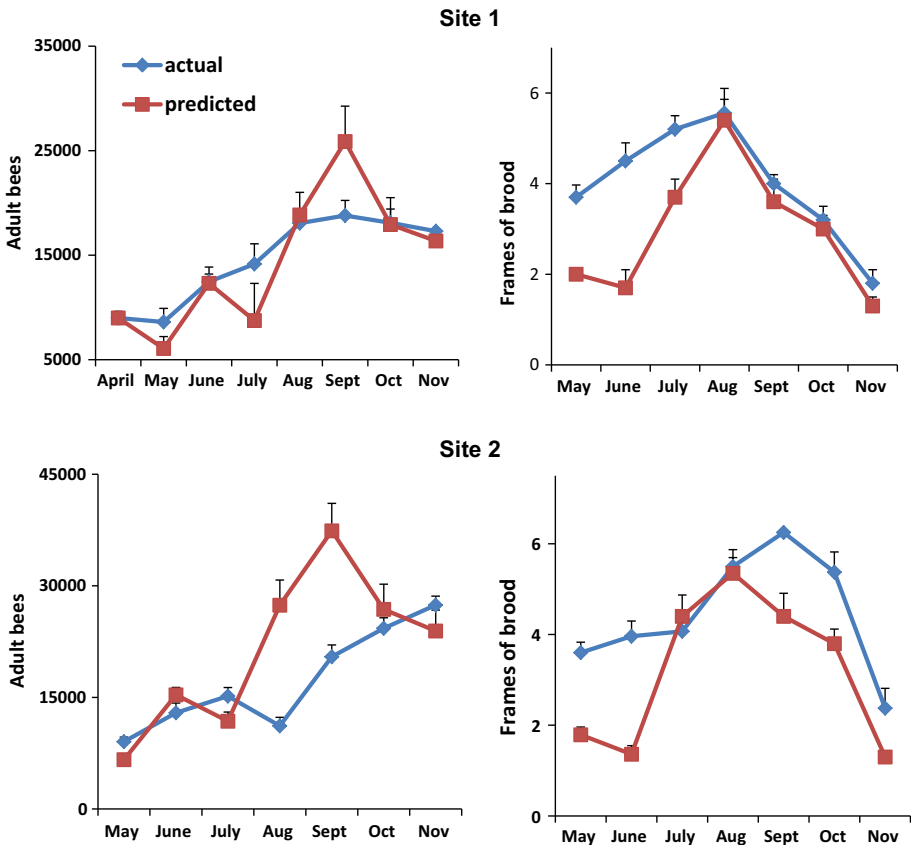 Site 1
35000
25000
15000
5000
Adult bees
actual
predicted
April May June July Aug Sept Oct Nov
6
4
2
0
Frames of brood
May June July Aug Sept Oct Nov
Site 2
45000
30000
15000
0
Adult bees
May June July Aug Sept Oct Nov
6
4
2
0
Frames of brood
May June July Aug Sept Oct Nov